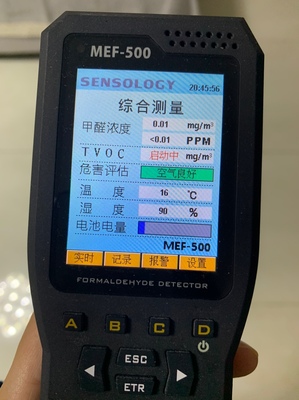 MEF-500
SENSOLOGY 20:45:56
综合测量
甲醛浓度 0.01 mg/m³
<0.01 PPM
TVOC 启动中 mg/m³
危害评估 空气良好
温 度 16 ℃
湿 度 90 %
电池电量
MEF-500
实时 记录 报警 设置
FORMALDEHYDE DETECTOR
A B C D
ESC
ETR